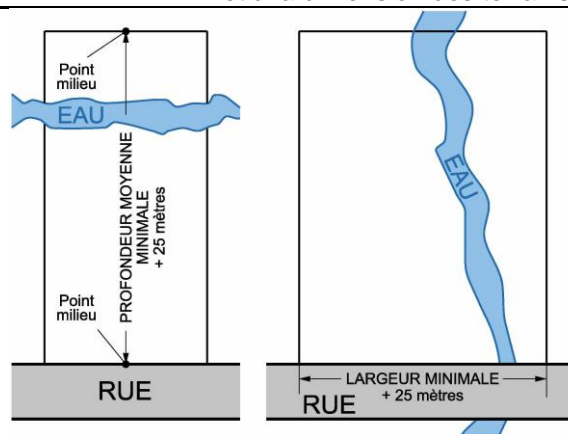 Point
milieu
EAU
PROFONDEUR MOYENNE
MINIMALE
+ 25 mètres
Point
milieu
RUE
EAU
LARGEUR MINIMALE
+ 25 mètres
RUE